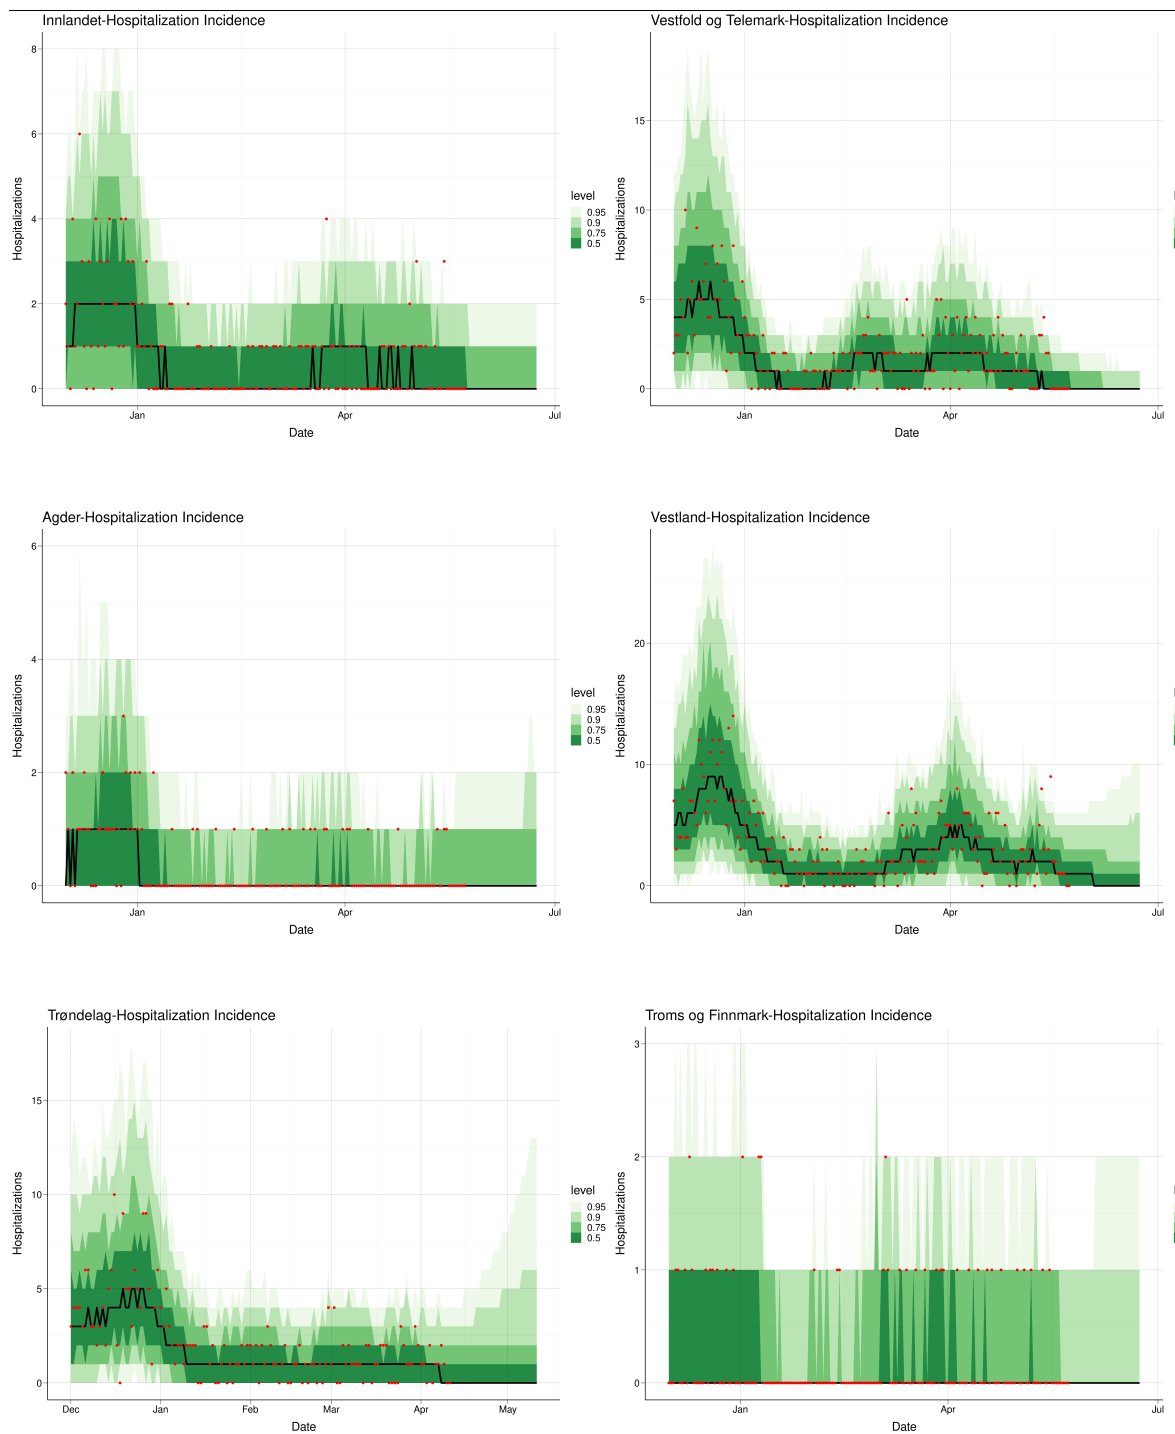 Innlandet-Hospitalization Incidence
8
6
4
2
0
Hospitalizations
Jan
Apr
Jul
Date
level
0.95
0.9
0.75
0.5
Vestfold og Telemark-Hospitalization Incidence
15
10
5
0
Hospitalizations
Jan
Apr
Jul
Date
Agder-Hospitalization Incidence
6
4
2
0
Hospitalizations
Jan
Apr
Jul
Date
level
0.95
0.9
0.75
0.5
Vestland-Hospitalization Incidence
20
10
0
Hospitalizations
Jan
Apr
Jul
Date
Trøndelag-Hospitalization Incidence
15
10
5
0
Hospitalizations
Dec
Jan
Feb
Mar
Apr
May
Date
level
0.95
0.9
0.75
0.5
Troms og Finnmark-Hospitalization Incidence
3
2
1
0
Hospitalizations
Jan
Apr
Jul
Date